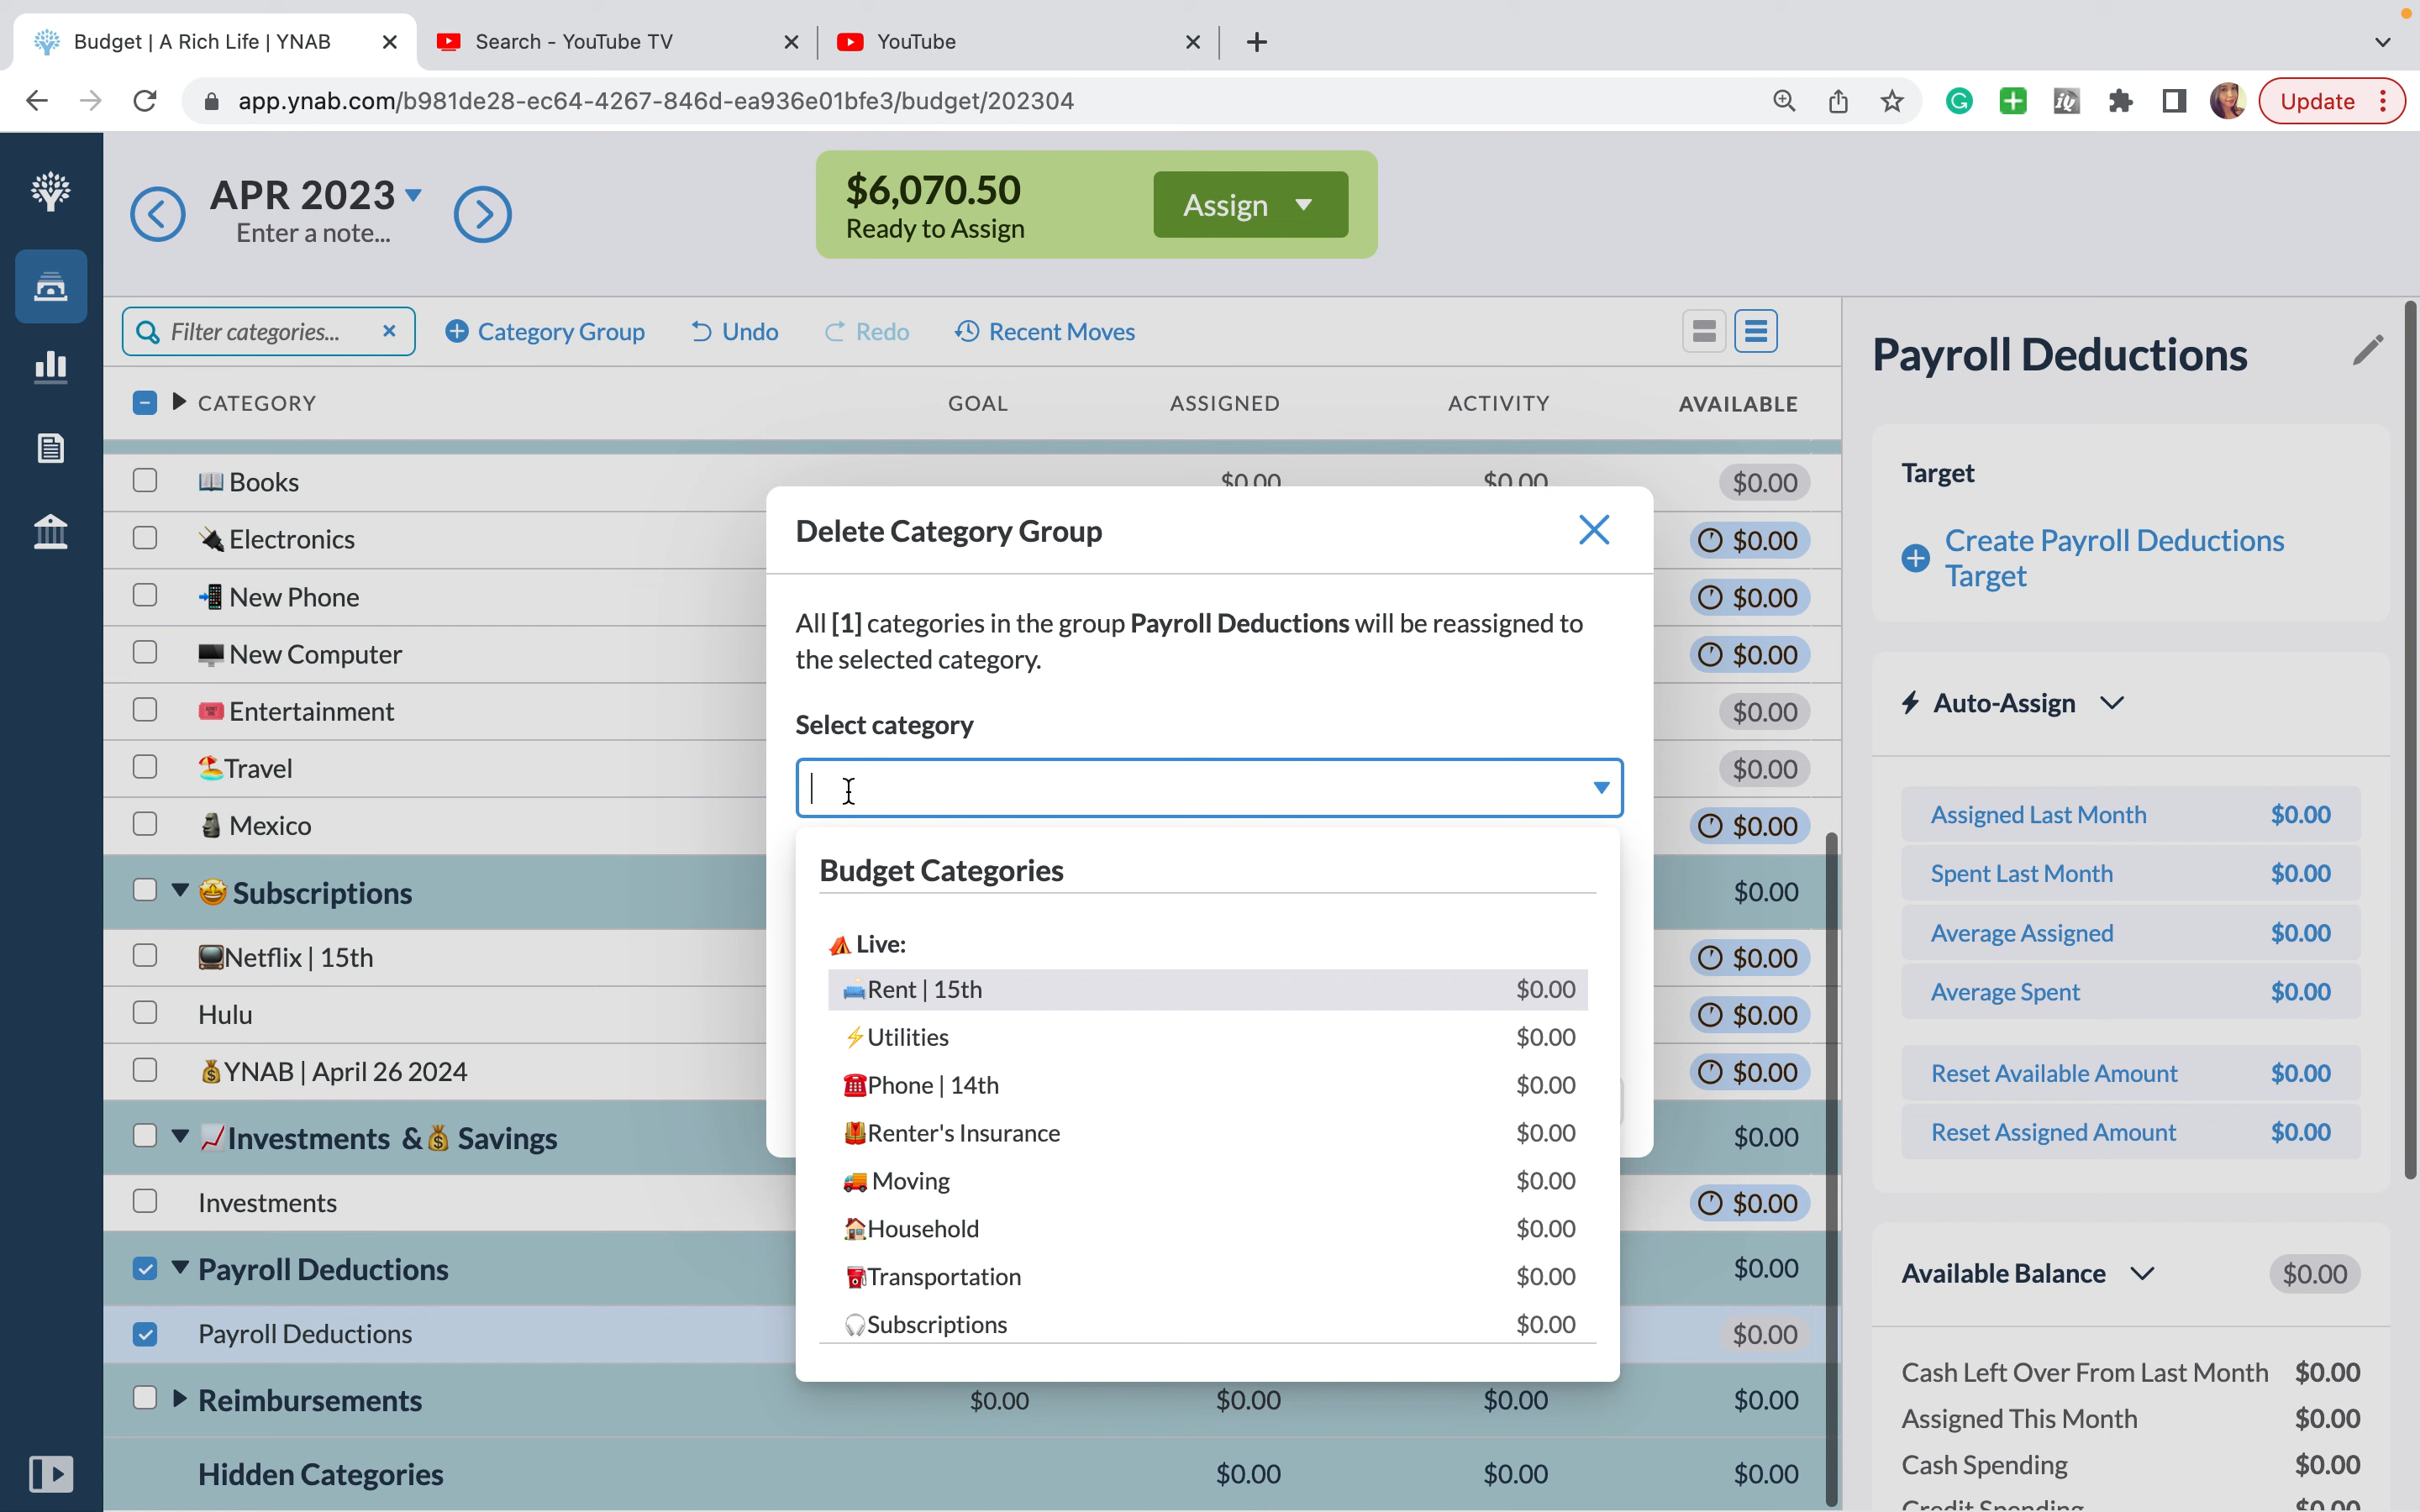 Budget | A Rich Life | YNAB
Search - YouTube TV
YouTube
app.ynab.com/b981de28-ec64-4267-846d-ea936e01bfe3/budget/202304
Update
APR 2023
Enter a note...
$6,070.50
Ready to Assign
Assign
Filter categories...
Category Group
Undo
Redo
Recent Moves
CATEGORY GOAL ASSIGNED ACTIVITY AVAILABLE
Books $0.00 $0.00 $0.00
Electronics $0.00
New Phone $0.00
New Computer $0.00
Entertainment $0.00
Travel $0.00
Mexico $0.00
Subscriptions $0.00
Netflix | 15th $0.00
Hulu $0.00
YNAB | April 26 2024 $0.00
Investments & Savings $0.00
Investments $0.00
Payroll Deductions $0.00
Payroll Deductions $0.00
Reimbursements $0.00 $0.00 $0.00 $0.00
Hidden Categories $0.00 $0.00 $0.00
Delete Category Group
All [1] categories in the group Payroll Deductions will be reassigned to
the selected category.
Select category
Budget Categories
Live:
Rent | 15th $0.00
Utilities $0.00
Phone | 14th $0.00
Renter's Insurance $0.00
Moving $0.00
Household $0.00
Transportation $0.00
Subscriptions $0.00
Payroll Deductions
Target
Create Payroll Deductions
Target
Auto-Assign
Assigned Last Month $0.00
Spent Last Month $0.00
Average Assigned $0.00
Average Spent $0.00
Reset Available Amount $0.00
Reset Assigned Amount $0.00
Available Balance $0.00
Cash Left Over From Last Month $0.00
Assigned This Month $0.00
Cash Spending $0.00
Credit Spending $0.00